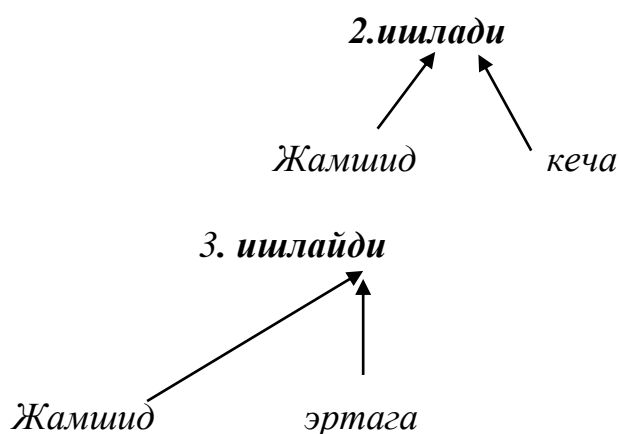 2.ишлади
Жамшид кеча
3. ишлайди
Жамшид эртага